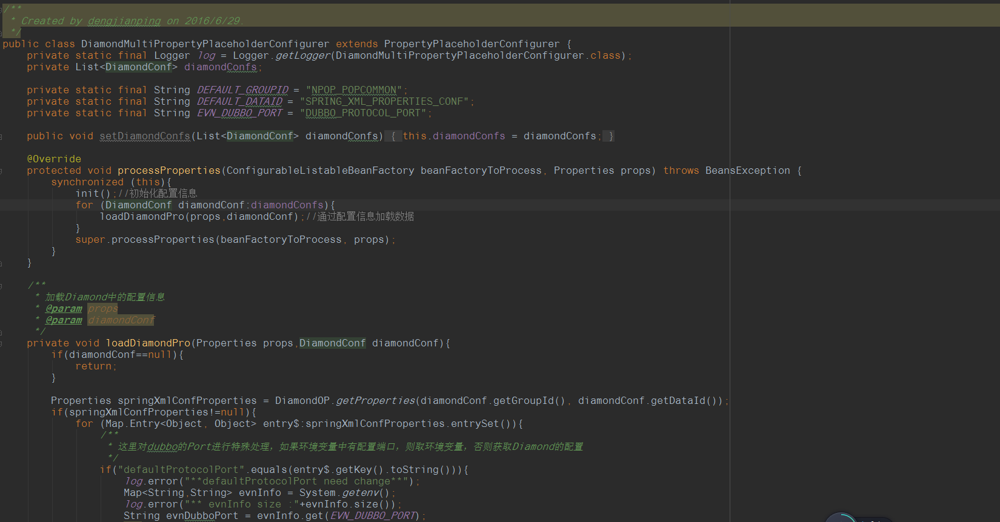 /**
 * Created by dengjianping on 2016/6/29.
 */
public class DiamondMultiPropertyPlaceholderConfigurer extends PropertyPlaceholderConfigurer {
    private static final Logger log = Logger.getLogger(DiamondMultiPropertyPlaceholderConfigurer.class);
    private List<DiamondConf> diamondConfs;
    private static final String DEFAULT_GROUPID = "NPOP_POPCOMMON";
    private static final String DEFAULT_DATAID = "SPRING_XML_PROPERTIES_CONF";
    private static final String EVN_DUBBO_PORT = "DUBBO_PROTOCOL_PORT";
    public void setDiamondConfs(List<DiamondConf> diamondConfs) { this.diamondConfs = diamondConfs; }
    @Override
    protected void processProperties(ConfigurableListableBeanFactory beanFactoryToProcess, Properties props) throws BeansException {
        synchronized (this){
            init();//初始化配置信息
            for (DiamondConf diamondConf:diamondConfs){
                loadDiamondPro(props,diamondConf);//通过配置信息加载数据
            }
            super.processProperties(beanFactoryToProcess, props);
        }
    }
    /**
     * 加载Diamond中的配置信息
     * @param props
     * @param diamondConf
     */
    private void loadDiamondPro(Properties props,DiamondConf diamondConf){
        if(diamondConf==null){
            return;
        }
        Properties springXmlConfProperties = DiamondOP.getProperties(diamondConf.getGroupId(), diamondConf.getDataId());
        if(springXmlConfProperties!=null){
            for (Map.Entry<Object, Object> entry$:springXmlConfProperties.entrySet()){
                /**
                 * 这里对dubbo的Port进行特殊处理，如果环境变量中有配置端口，则取环境变量，否则获取Diamond的配置
                 */
                if("defaultProtocolPort".equals(entry$.getKey().toString())){
                    log.error("**defaultProtocolPort need change**");
                    Map<String,String> evnInfo = System.getenv();
                    log.error("** evnInfo size :"+evnInfo.size());
                    String evnDubboPort = evnInfo.get(EVN_DUBBO_PORT);